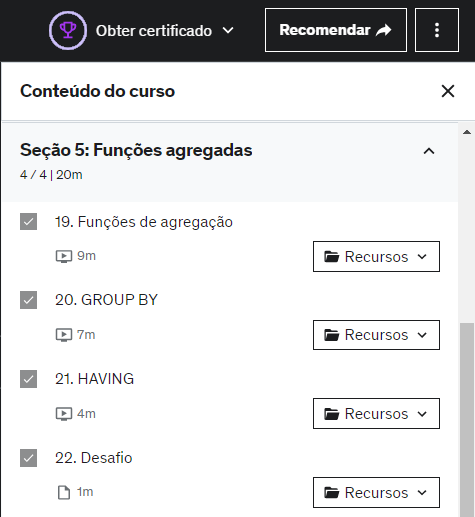 Obter certificado
Recomendar
Conteúdo do curso
Seção 5: Funções agregadas
4 / 4 | 20m
19. Funções de agregação
9m
Recursos
20. GROUP BY
7m
Recursos
21. HAVING
4m
Recursos
22. Desafio
1m
Recursos